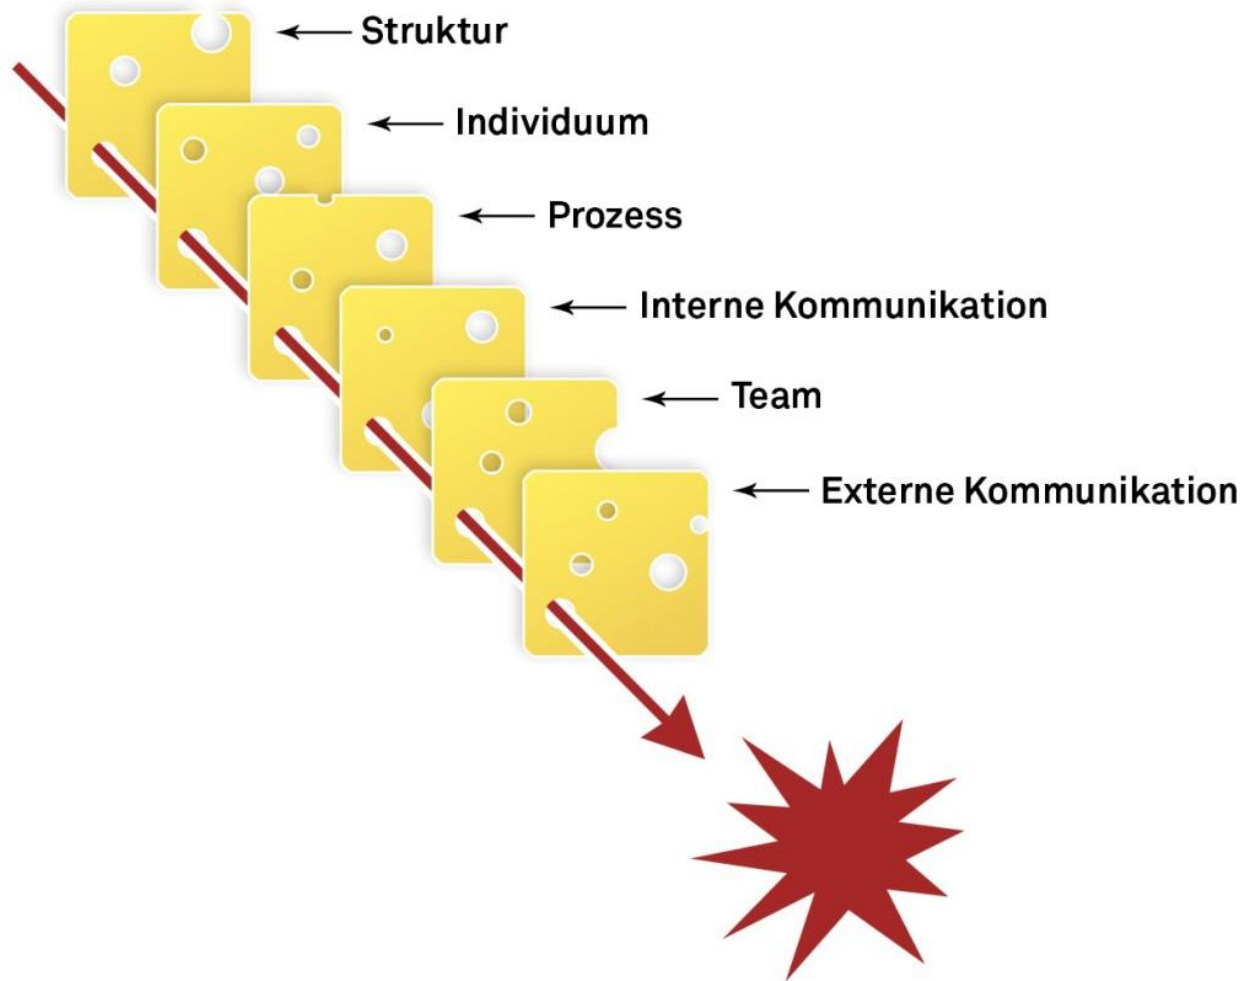 Struktur
Individuum
Prozess
Interne Kommunikation
Team
Externe Kommunikation